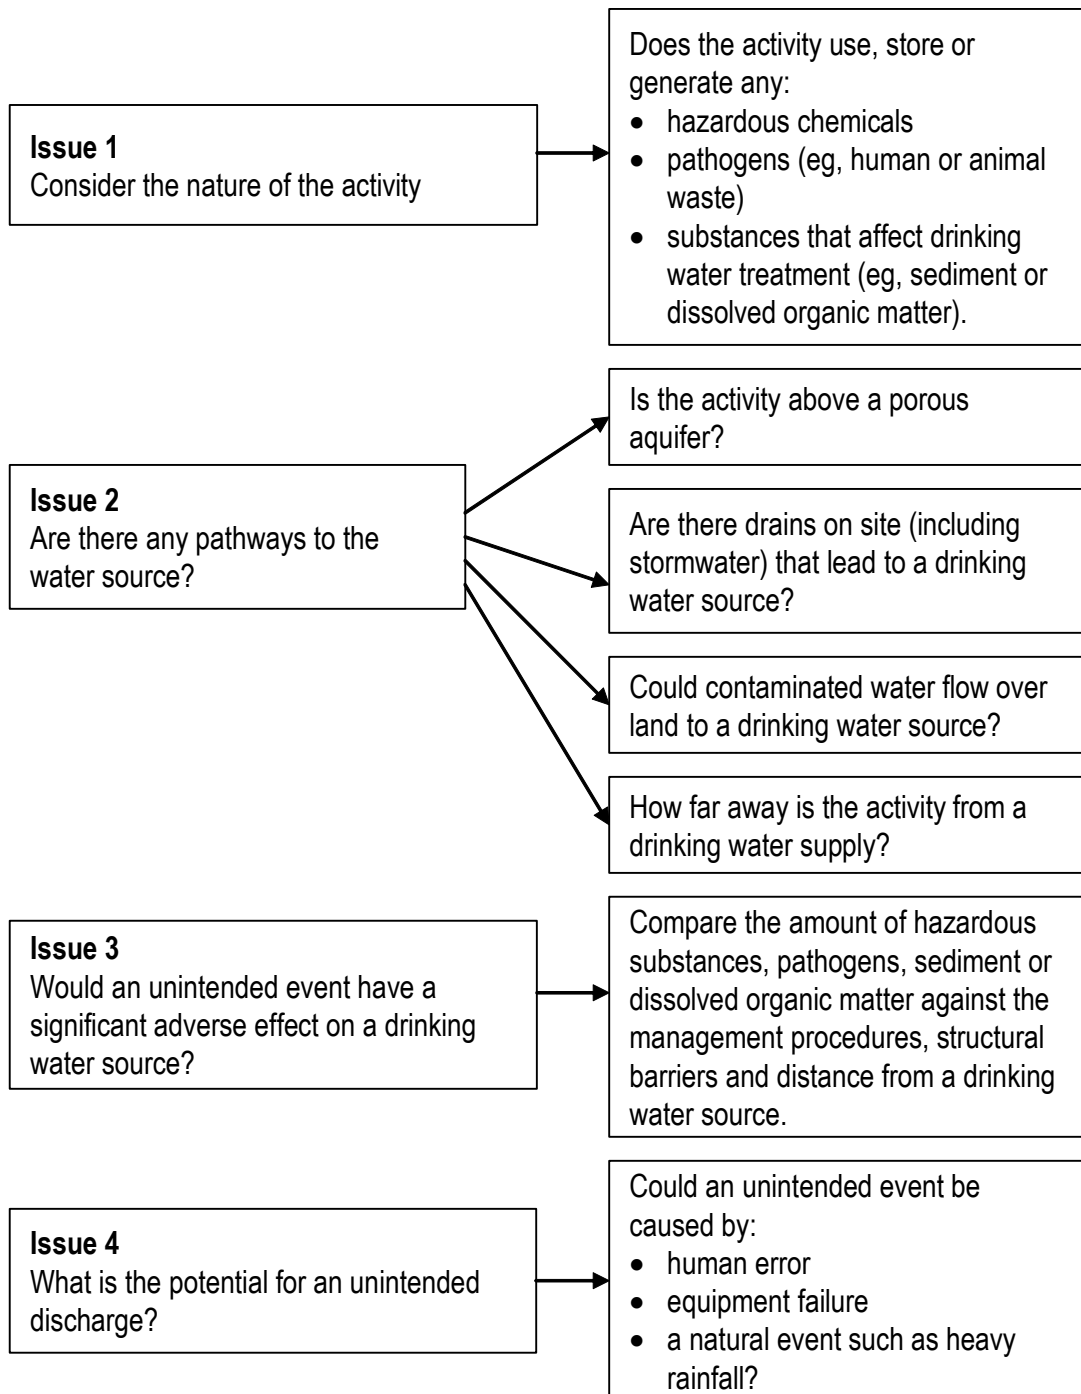 Issue 1
Consider the nature of the activity
Does the activity use, store or
generate any:
• hazardous chemicals
• pathogens (eg, human or animal
waste)
• substances that affect drinking
water treatment (eg, sediment or
dissolved organic matter).
Issue 2
Are there any pathways to the
water source?
Is the activity above a porous
aquifer?
Are there drains on site (including
stormwater) that lead to a drinking
water source?
Could contaminated water flow over
land to a drinking water source?
How far away is the activity from a
drinking water supply?
Issue 3
Would an unintended event have a
significant adverse effect on a drinking
water source?
Compare the amount of hazardous
substances, pathogens, sediment or
dissolved organic matter against the
management procedures, structural
barriers and distance from a drinking
water source.
Issue 4
What is the potential for an unintended
discharge?
Could an unintended event be
caused by:
• human error
• equipment failure
• a natural event such as heavy
rainfall?